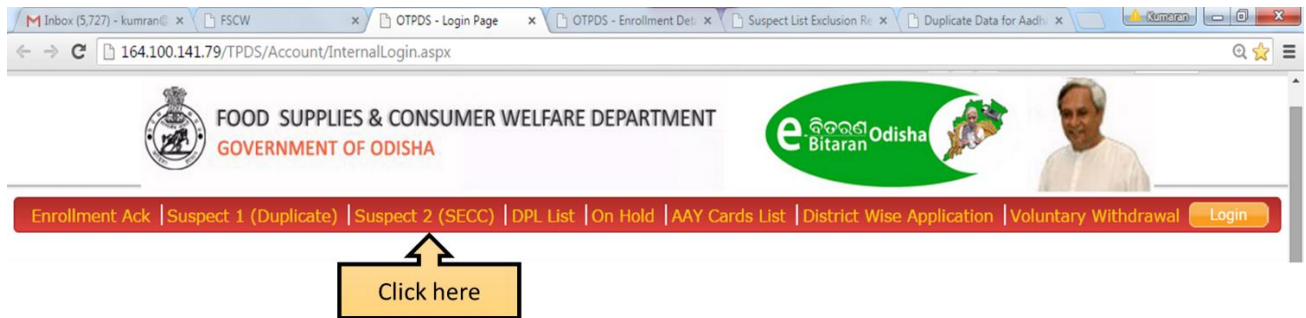 Inbox (5,727) - kumran@
FSCW
OTPDS - Login Page
OTPDS - Enrollment Det
Suspect List Exclusion Re
Duplicate Data for Aadh
Kumaran
164.100.141.79/TPDS/Account/InternalLogin.aspx
FOOD SUPPLIES & CONSUMER WELFARE DEPARTMENT
GOVERNMENT OF ODISHA
e-ବିତରଣ Odisha
Bitaran
Enrollment Ack |Suspect 1 (Duplicate) |Suspect 2 (SECC) |DPL List |On Hold |AAY Cards List |District Wise Application |Voluntary Withdrawal Login
Click here